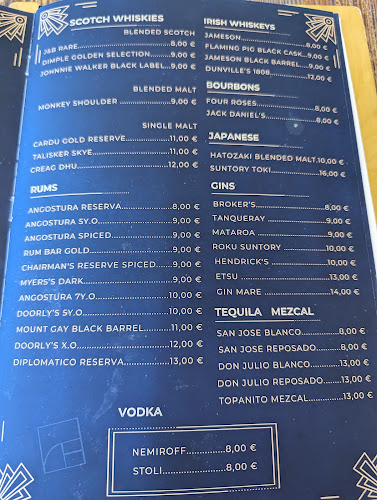 SCOTCH WHISKIES
BLENDED SCOTCH
J&B RARE..................8,00 €
DIMPLE GOLDEN SELECTION........9,00 €
JOHNNIE WALKER BLACK LABEL...9,00 €
BLENDED MALT
MONKEY SHOULDER ...............9,00 €
SINGLE MALT
CARDU GOLD RESERVE..............11,00 €
TALISKER SKYE.......................11,00 €
CREAG DHU..........................12,00 €
RUMS
ANGOSTURA RESERVA................8,00 €
ANGOSTURA 5Y.O...................9,00 €
ANGOSTURA SPICED................9,00 €
RUM BAR GOLD.....................9,00 €
CHAIRMAN'S RESERVE SPICED.......9,00 €
MYERS'S DARK.....................9,00 €
ANGOSTURA 7Y.O..................10,00 €
DOORLY'S 5Y.O....................10,00 €
MOUNT GAY BLACK BARREL.........11,00 €
DOORLY'S X.O.....................12,00 €
DIPLOMATICO RESERVA.............13,00 €
IRISH WHISKEYS
JAMESON.....................8,00 €
FLAMING PIG BLACK CASK...9,00 €
JAMESON BLACK BARREL....9,00 €
DUNVILLE'S 1808............12,00 €
BOURBONS
FOUR ROSES..................8,00 €
JACK DANIEL'S................8,00 €
JAPANESE
HATOZAKI BLENDED MALT.10,00 €
SUNTORY TOKI..............16,00 €
GINS
BROKER'S....................8,00 €
TANQUERAY .................9,00 €
MATAROA ...................9,00 €
ROKU SUNTORY ............10,00 €
HENDRICK'S.................10,00 €
ETSU.........................13,00 €
GIN MARE ..................14,00 €
TEQUILA MEZCAL
SAN JOSE BLANCO...........8,00 €
SAN JOSE REPOSADO.........8,00 €
DON JULIO BLANCO..........13,00 €
DON JULIO REPOSADO.......13,00 €
TOPANITO MEZCAL...........13,00 €
VODKA
NEMIROFF..............8,00 €
STOLI....................8,00 €